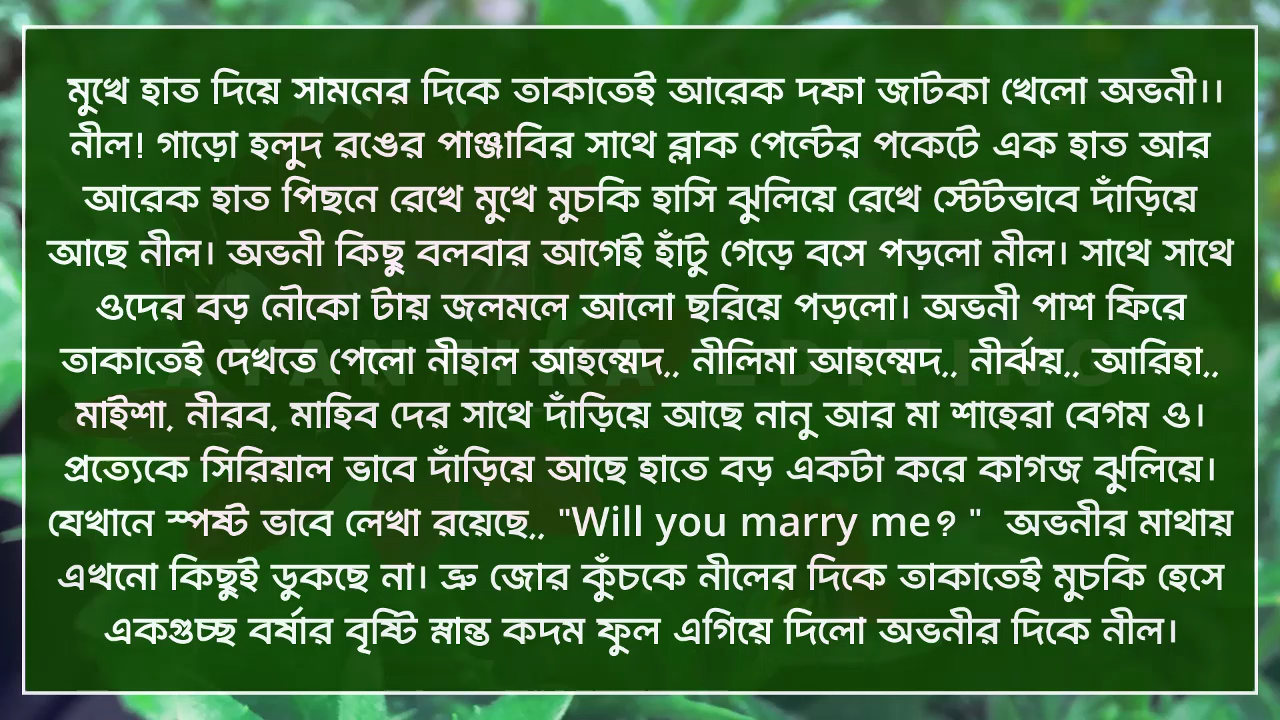 মুখে হাত দিয়ে সামনের দিকে তাকাতেই আরেক দফা জাটকা খেলো অভনী।।
নীল! গাড়ো হলুদ রঙের পাঞ্জাবির সাথে ব্লাক পেন্টের পকেটে এক হাত আর
আরেক হাত পিছনে রেখে মুখে মুচকি হাসি ঝুলিয়ে রেখে স্টেটভাবে দাঁড়িয়ে
আছে নীল। অভনী কিছু বলবার আগেই হাঁটু গেড়ে বসে পড়লো নীল। সাথে সাথে
ওদের বড় নৌকো টায় জলমলে আলো ছরিয়ে পড়লো। অভনী পাশ ফিরে
তাকাতেই দেখতে পেলো নীহাল আহম্মেদ,, নীলিমা আহম্মেদ,, নীর্ঝয়,, আরিহা,,
মাইশা, নীরব, মাহিব দের সাথে দাঁড়িয়ে আছে নানু আর মা শাহেরা বেগম ও।
প্রত্যেকে সিরিয়াল ভাবে দাঁড়িয়ে আছে হাতে বড় একটা করে কাগজ ঝুলিয়ে।
যেখানে স্পষ্ট ভাবে লেখা রয়েছে,, "Will you marry me? " অভনীর মাথায়
এখনো কিছুই ডুকছে না। ভ্রু জোর কুঁচকে নীলের দিকে তাকাতেই মুচকি হেসে
একগুচ্ছ বর্ষার বৃষ্টি স্নান্ত কদম ফুল এগিয়ে দিলো অভনীর দিকে নীল।